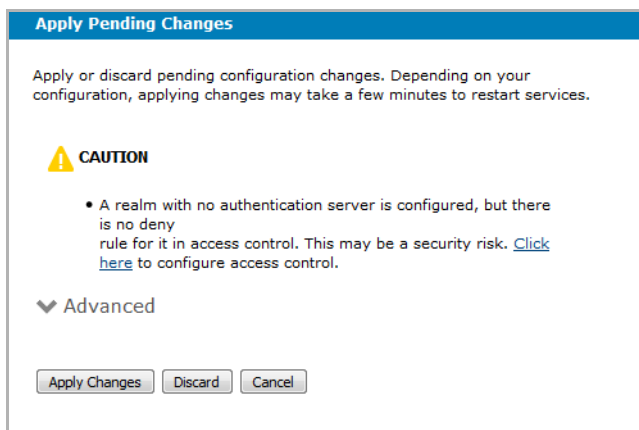 Apply Pending Changes
Apply or discard pending configuration changes. Depending on your
configuration, applying changes may take a few minutes to restart services.
CAUTION
• A realm with no authentication server is configured, but there
is no deny
rule for it in access control. This may be a security risk. Click
here to configure access control.
Advanced
Apply Changes Discard Cancel